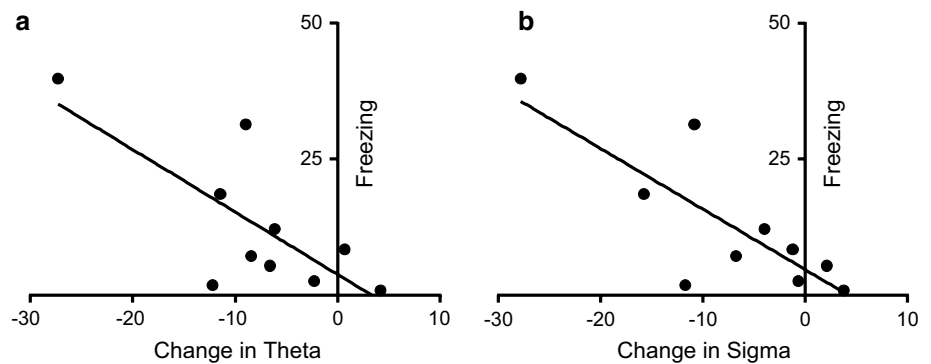 a
50
25
Freezing
-30 -20 -10 0 10
Change in Theta
b
50
25
Freezing
-30 -20 -10 0 10
Change in Sigma